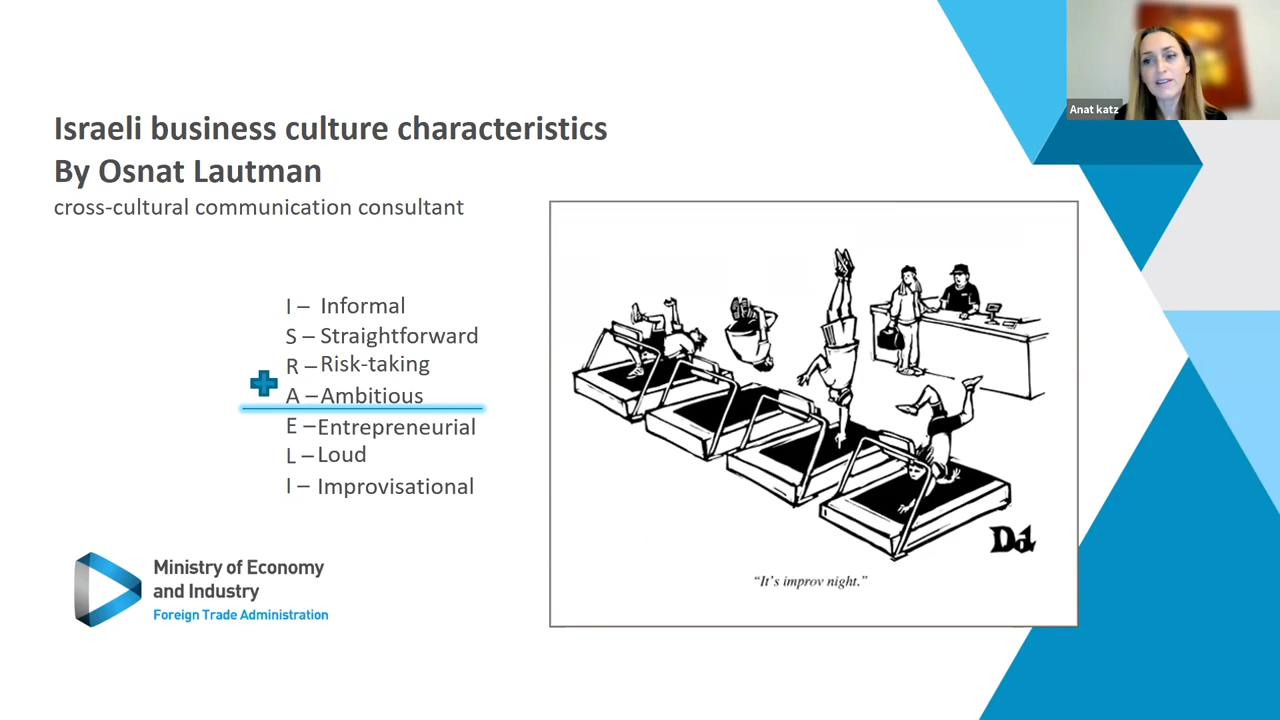 Anat katz
Israeli business culture characteristics
By Osnat Lautman
cross-cultural communication consultant
I – Informal
S – Straightforward
R – Risk-taking
A – Ambitious
E – Entrepreneurial
L – Loud
I – Improvisational
Ministry of Economy
and Industry
Foreign Trade Administration
"It's improv night."